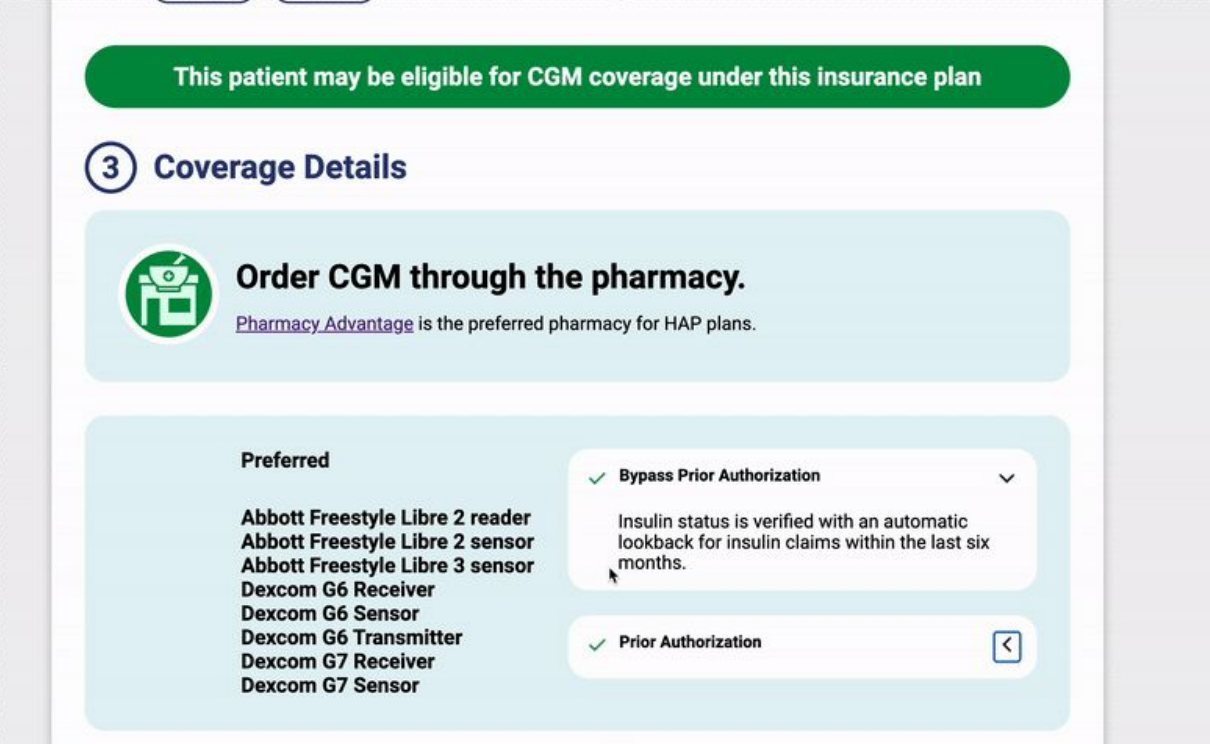 This patient may be eligible for CGM coverage under this insurance plan
3 Coverage Details
Order CGM through the pharmacy.
Pharmacy Advantage is the preferred pharmacy for HAP plans.
Preferred
Abbott Freestyle Libre 2 reader
Abbott Freestyle Libre 2 sensor
Abbott Freestyle Libre 3 sensor
Dexcom G6 Receiver
Dexcom G6 Sensor
Dexcom G6 Transmitter
Dexcom G7 Receiver
Dexcom G7 Sensor
Bypass Prior Authorization
Insulin status is verified with an automatic
lookback for insulin claims within the last six
months.
Prior Authorization